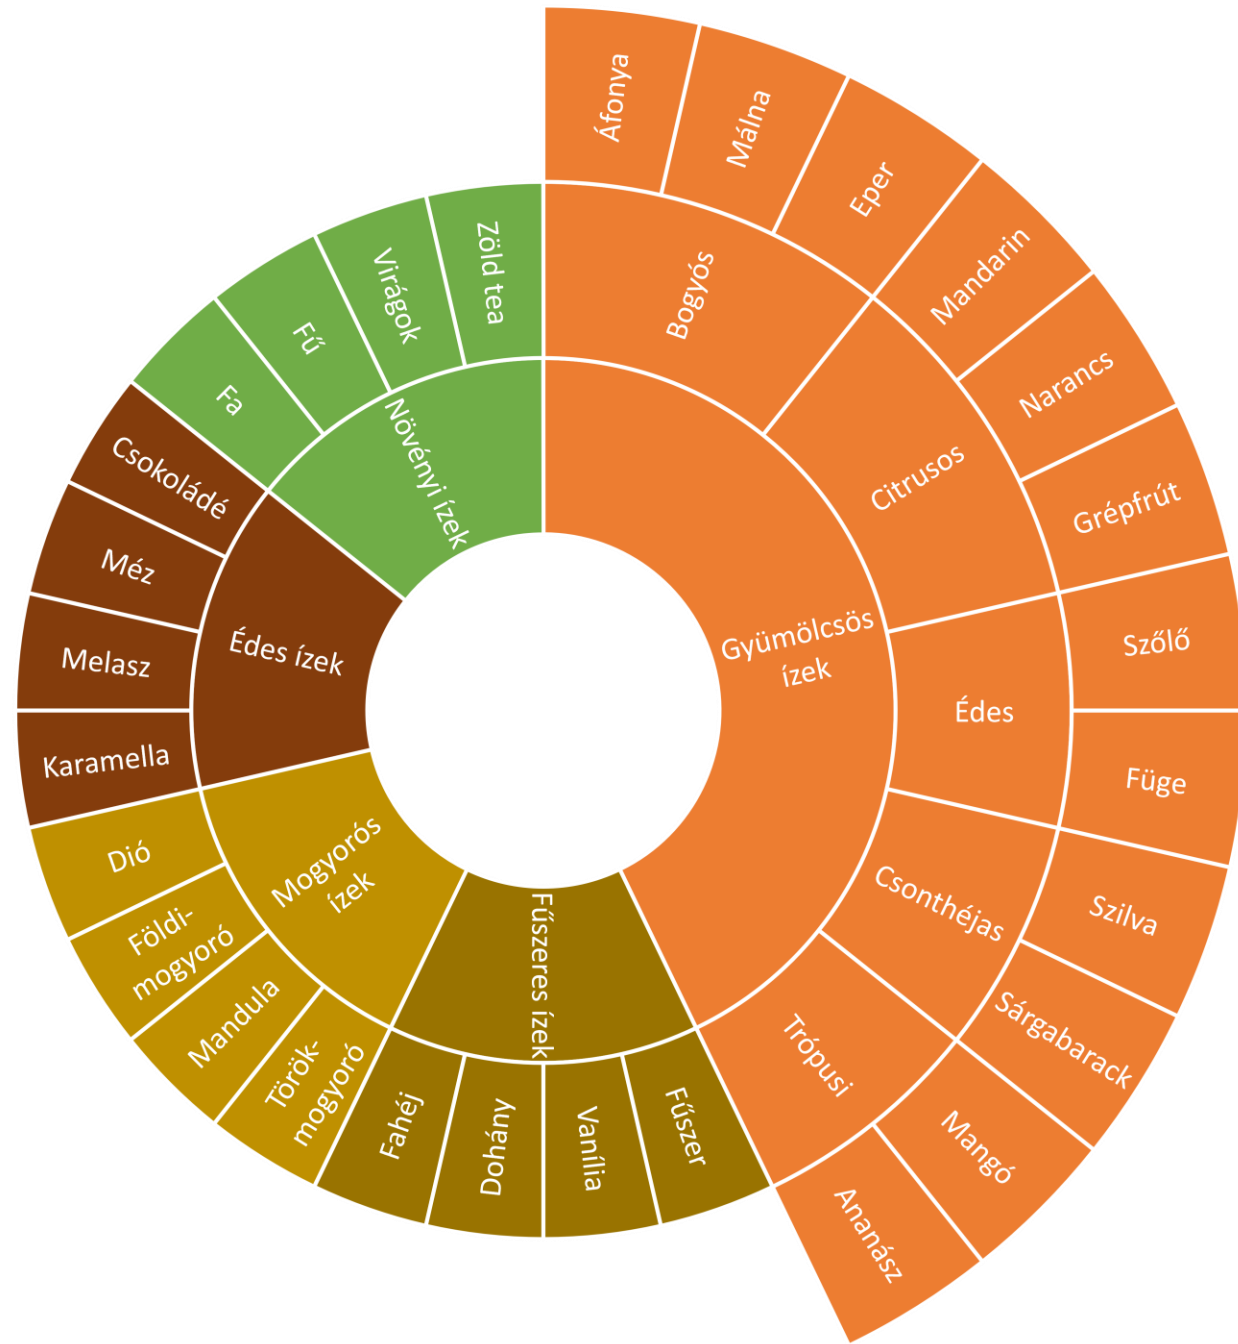 Gyümölcsös
ízek
Bogyós
Áfonya
Málna
Eper
Citrusos
Mandarin
Narancs
Grépfrút
Édes
Szőlő
Füge
Csonthéjas
Szilva
Sárgabarack
Trópusi
Mangó
Ananász
Fűszeres ízek
Fűszer
Vanília
Dohány
Fahéj
Mogyorós
ízek
Török-
mogyoró
Mandula
Földi-
mogyoró
Dió
Édes ízek
Karamella
Melasz
Méz
Csokoládé
Növényi ízek
Fa
Fű
Virágok
Zöld tea